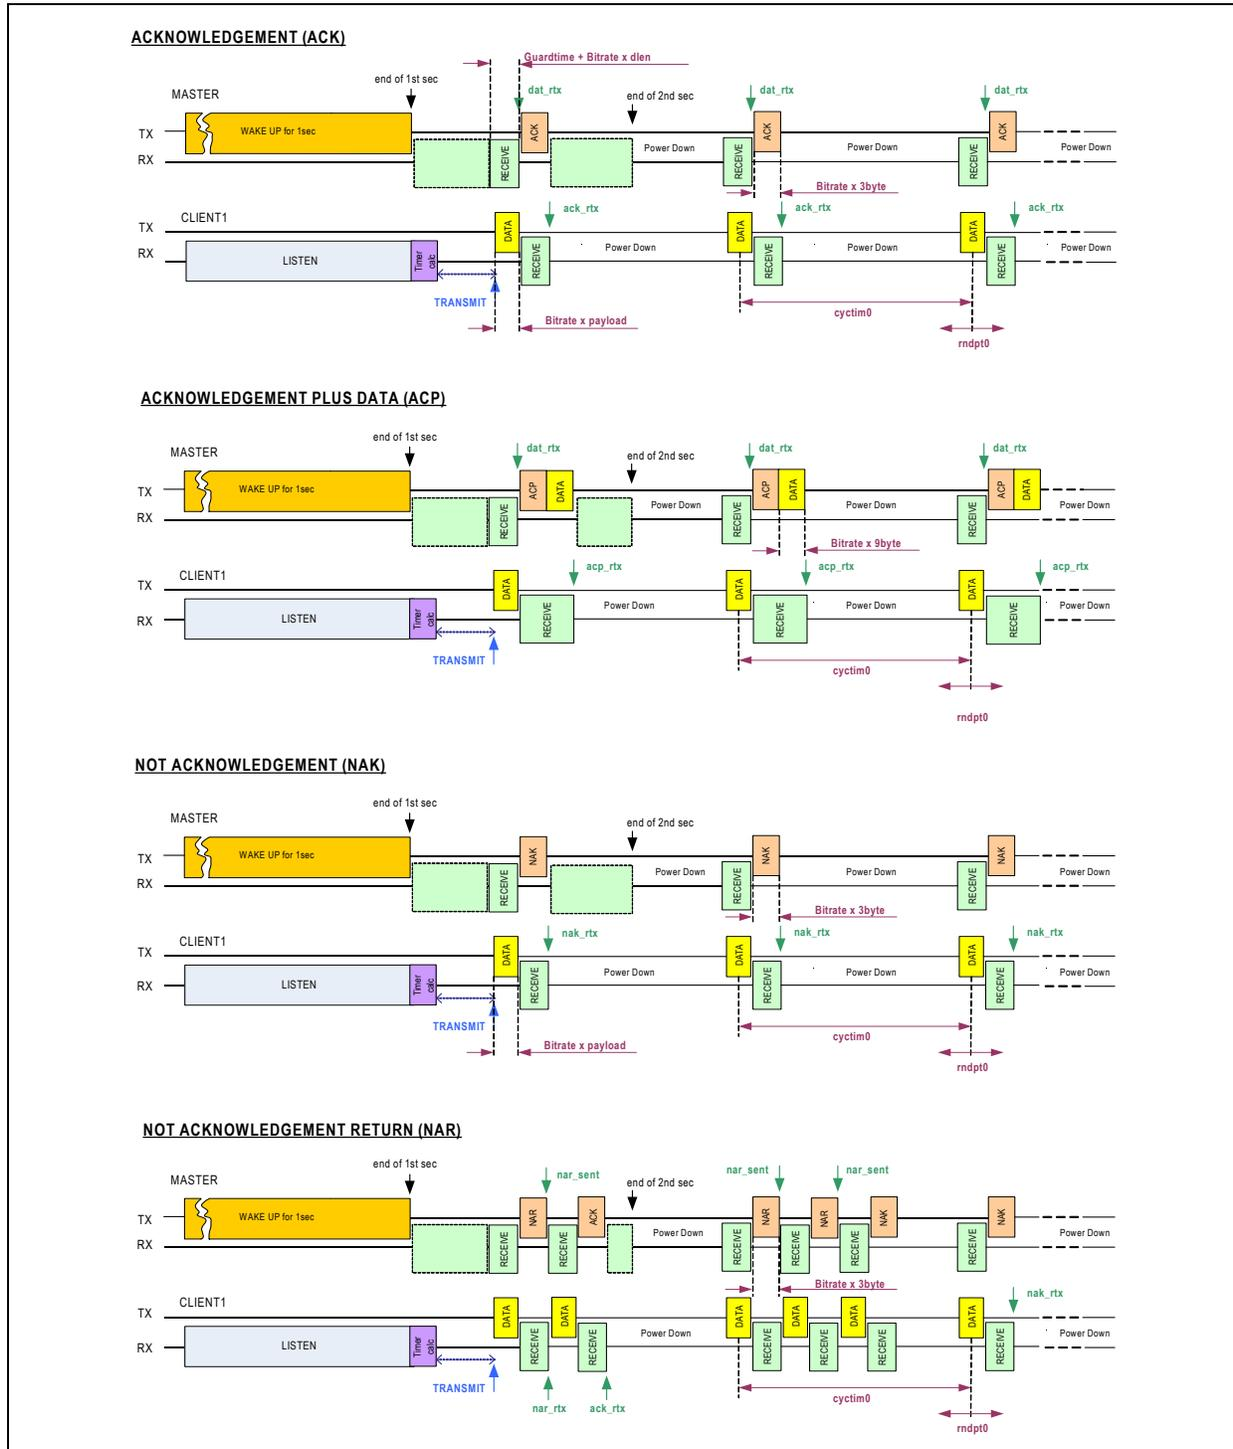 ACKNOWLEDGEMENT (ACK)
Guardtime + Bitrate x dlen
end of 1st sec
MASTER
dat_rtx
end of 2nd sec
dat_rtx
dat_rtx
TX
WAKE UP for 1sec
ACK
ACK
ACK
Power Down
Power Down
Power Down
RX
RECEIVE
RECEIVE
RECEIVE
Bitrate x 3byte
CLIENT1
ack_rtx
ack_rtx
ack_rtx
TX
DATA
DATA
DATA
RX
LISTEN
Timer calc
RECEIVE
Power Down
RECEIVE
Power Down
RECEIVE
Power Down
TRANSMIT
cyctim0
Bitrate x payload
rndpt0
ACKNOWLEDGEMENT PLUS DATA (ACP)
end of 1st sec
MASTER
dat_rtx
end of 2nd sec
dat_rtx
dat_rtx
TX
WAKE UP for 1sec
ACP
DATA
ACP
DATA
ACP
DATA
Power Down
Power Down
Power Down
RX
RECEIVE
RECEIVE
RECEIVE
Bitrate x 9byte
CLIENT1
acp_rtx
acp_rtx
acp_rtx
TX
DATA
DATA
DATA
RX
LISTEN
Timer calc
RECEIVE
Power Down
RECEIVE
Power Down
RECEIVE
Power Down
TRANSMIT
cyctim0
rndpt0
NOT ACKNOWLEDGEMENT (NAK)
end of 1st sec
MASTER
end of 2nd sec
TX
WAKE UP for 1sec
NAK
NAK
NAK
Power Down
Power Down
Power Down
RX
RECEIVE
RECEIVE
RECEIVE
Bitrate x 3byte
CLIENT1
nak_rtx
nak_rtx
nak_rtx
TX
DATA
DATA
DATA
RX
LISTEN
Timer calc
RECEIVE
Power Down
RECEIVE
Power Down
RECEIVE
Power Down
TRANSMIT
cyctim0
Bitrate x payload
rndpt0
NOT ACKNOWLEDGEMENT RETURN (NAR)
end of 1st sec
MASTER
nar_sent
end of 2nd sec
nar_sent
nar_sent
TX
WAKE UP for 1sec
NAR
ACK
NAR
NAR
NAK
NAK
Power Down
Power Down
RX
RECEIVE
RECEIVE
RECEIVE
RECEIVE
RECEIVE
RECEIVE
Bitrate x 3byte
CLIENT1
nak_rtx
TX
DATA
DATA
DATA
DATA
DATA
DATA
RX
LISTEN
Timer calc
RECEIVE
RECEIVE
Power Down
RECEIVE
RECEIVE
RECEIVE
RECEIVE
Power Down
TRANSMIT
nar_rtx
ack_rtx
cyctim0
rndpt0